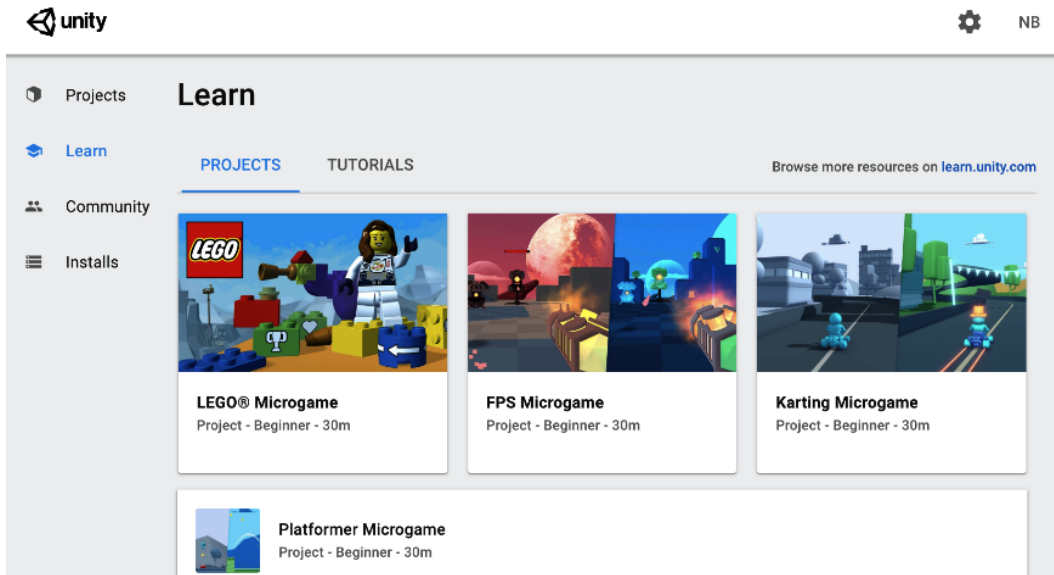 unity
NB
Projects
Learn
Community
Installs
Learn
PROJECTS TUTORIALS
Browse more resources on learn.unity.com
LEGO
LEGO® Microgame
Project - Beginner - 30m
FPS Microgame
Project - Beginner - 30m
Karting Microgame
Project - Beginner - 30m
Platformer Microgame
Project - Beginner - 30m